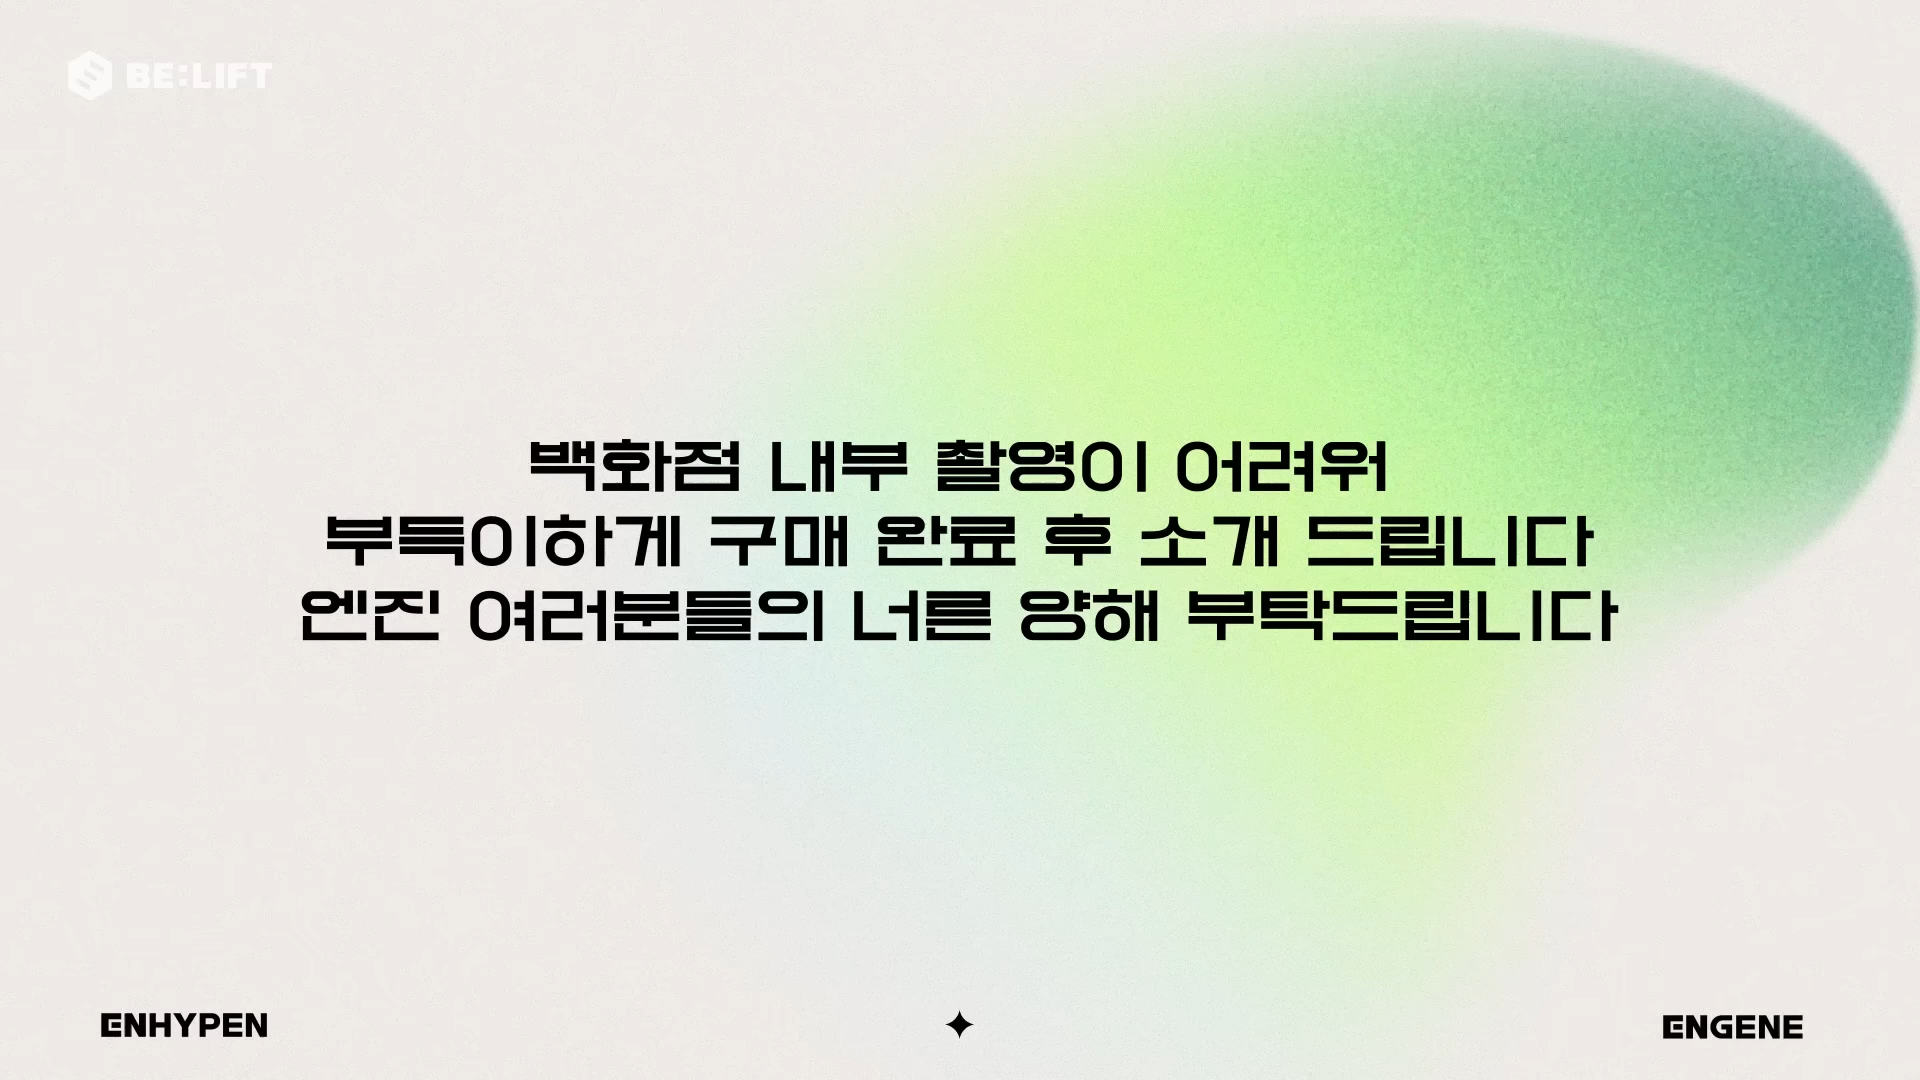 BE:LIFT
백화점 내부 촬영이 어려워
부득이하게 구매 완료 후 소개 드립니다
엔진 여러분들의 너른 양해 부탁드립니다
ENHYPEN
ENGENE